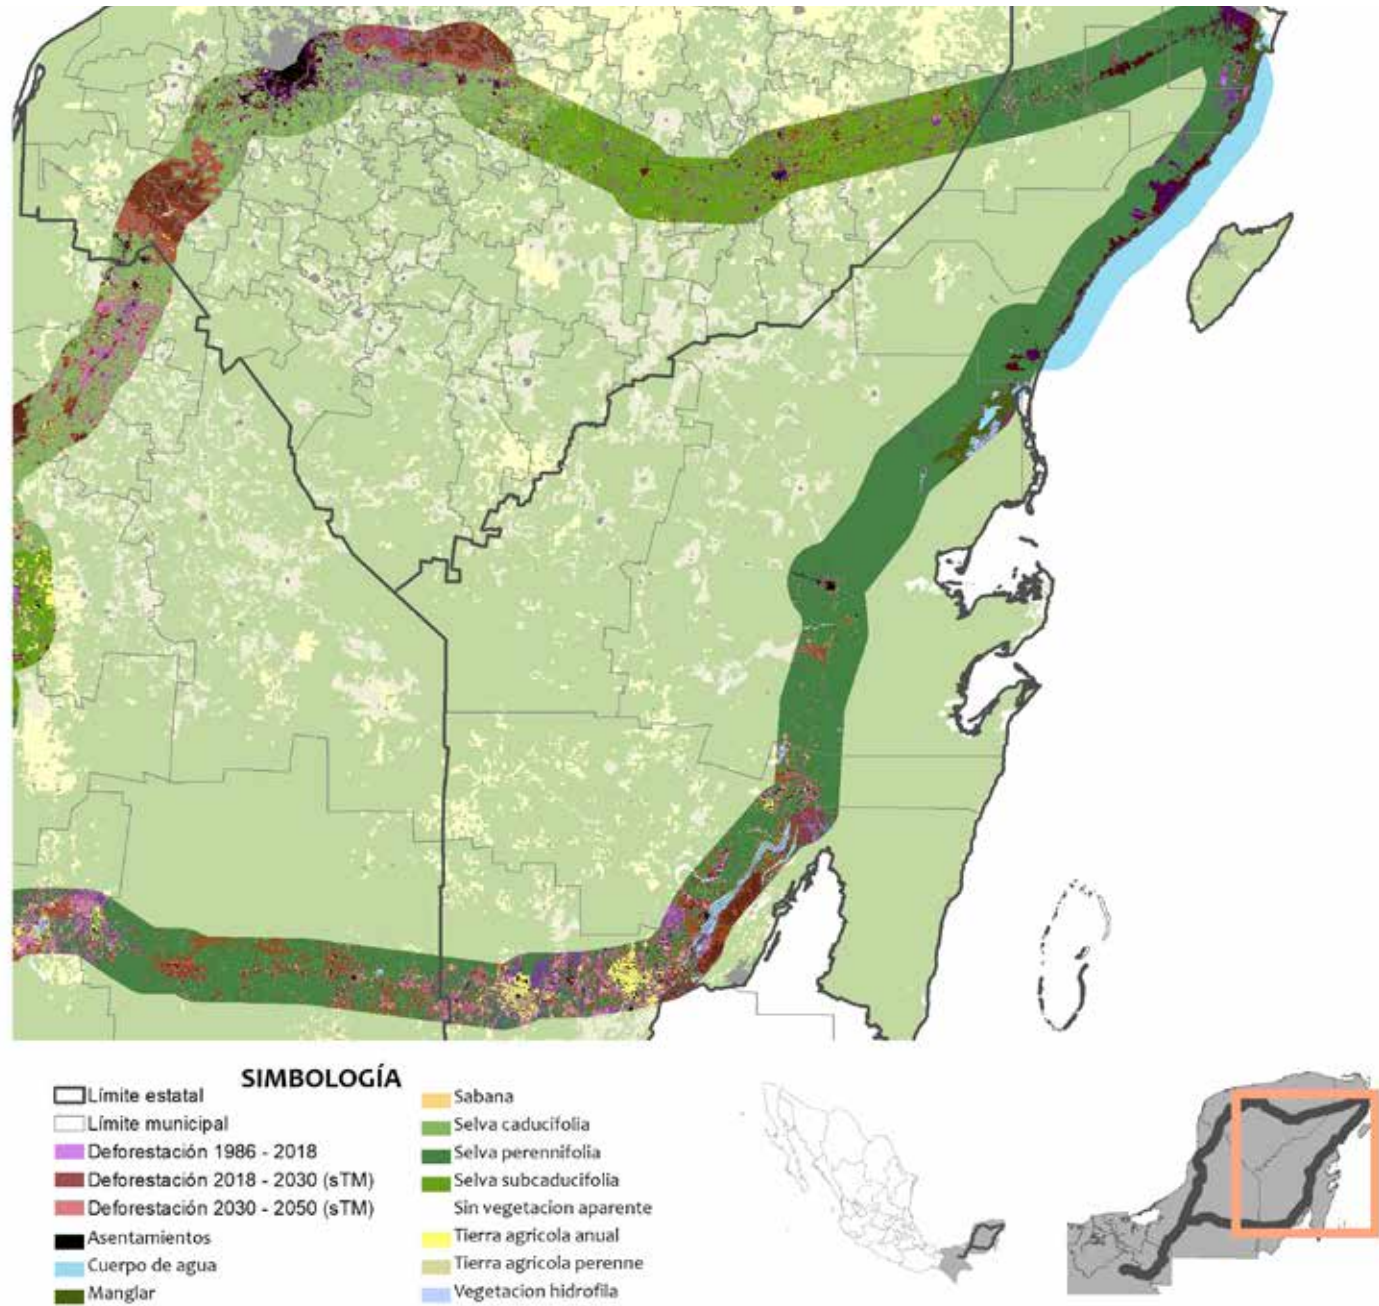 SIMBOLOGÍA
Límite estatal
Límite municipal
Deforestación 1986 - 2018
Deforestación 2018 - 2030 (sTM)
Deforestación 2030 - 2050 (sTM)
Asentamientos
Cuerpo de agua
Manglar
Sabana
Selva caducifolia
Selva perennifolia
Selva subcaducifolia
Sin vegetacion aparente
Tierra agricola anual
Tierra agricola perenne
Vegetacion hidrofila